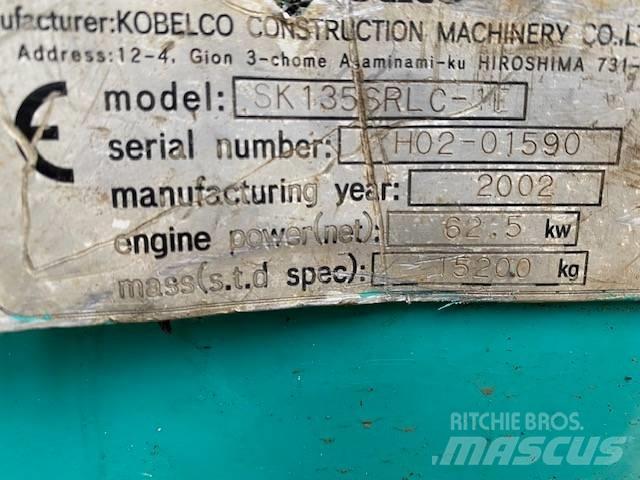 ufacturer:KOBELCO CONSTRUCTION MACHINERY CO.,LT
Address:12-4, Gion 3-chome Asaminami-ku HIROSHIMA 731-
CE
model: SK135SRLC-1E
serial number: YH02-01590
manufacturing year: 2002
engine power(net): 62.5 kw
mass(s.t.d spec): 15200 kg
RITCHIE BROS.
MASCUS